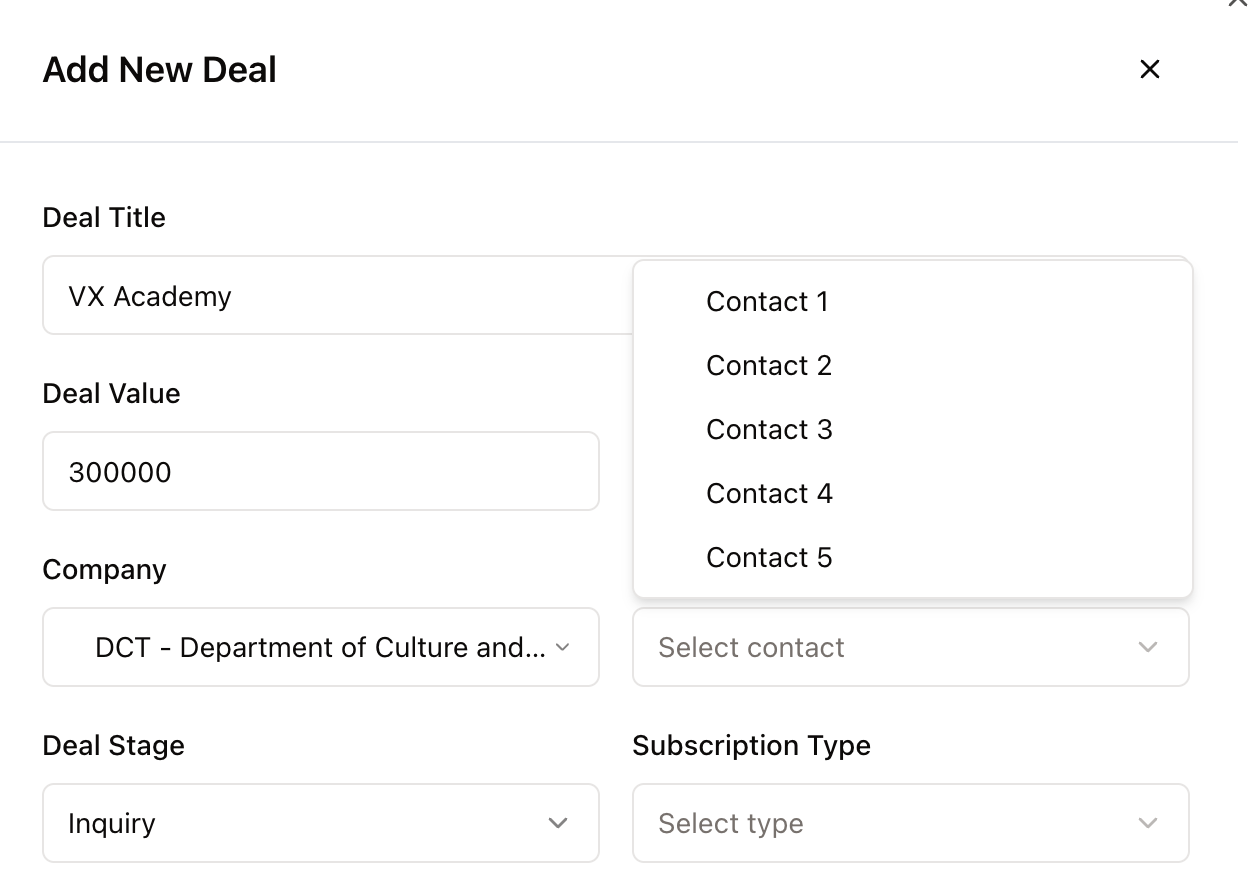 Add New Deal
Deal Title
VX Academy
Contact 1
Contact 2
Contact 3
Contact 4
Contact 5
Deal Value
300000
Company
DCT - Department of Culture and...
Select contact
Deal Stage
Subscription Type
Inquiry
Select type